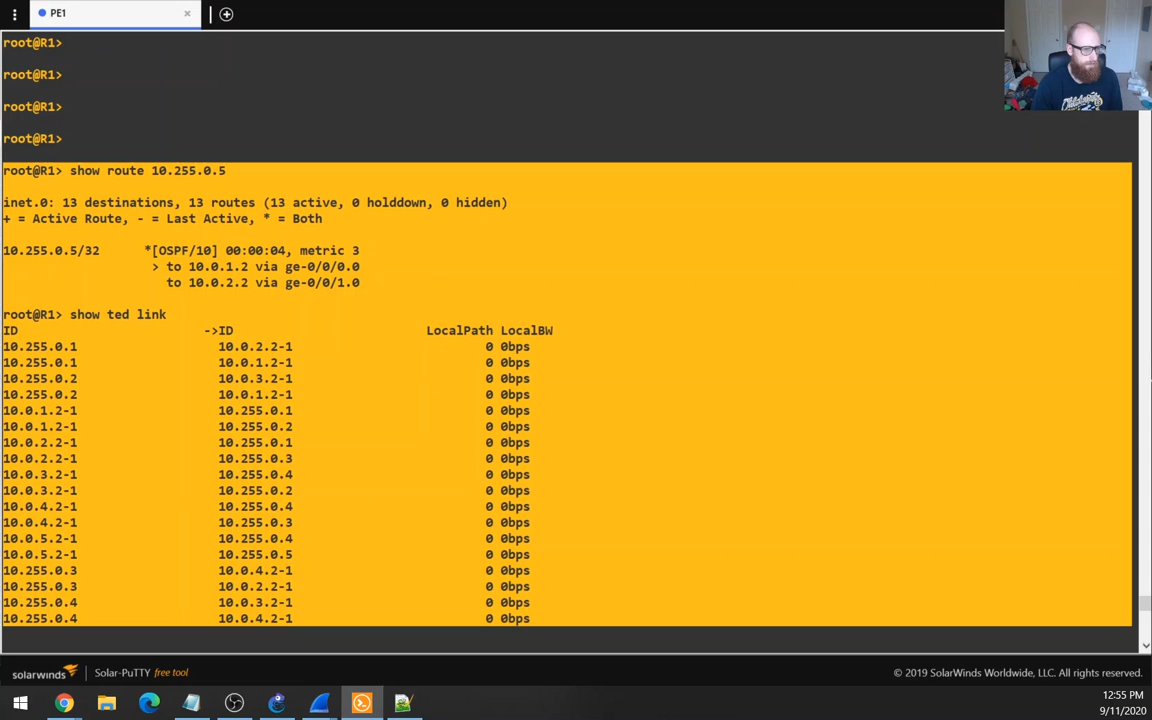 PE1
root@R1>
root@R1>
root@R1>
root@R1>
root@R1> show route 10.255.0.5
inet.0: 13 destinations, 13 routes (13 active, 0 holddown, 0 hidden)
+ = Active Route, - = Last Active, * = Both
10.255.0.5/32 *[OSPF/10] 00:00:04, metric 3
> to 10.0.1.2 via ge-0/0/0.0
to 10.0.2.2 via ge-0/0/1.0
root@R1> show ted link
ID ->ID LocalPath LocalBW
10.255.0.1 10.0.2.2-1 0 0bps
10.255.0.1 10.0.1.2-1 0 0bps
10.255.0.2 10.0.3.2-1 0 0bps
10.255.0.2 10.0.1.2-1 0 0bps
10.0.1.2-1 10.255.0.1 0 0bps
10.0.1.2-1 10.255.0.2 0 0bps
10.0.2.2-1 10.255.0.1 0 0bps
10.0.2.2-1 10.255.0.3 0 0bps
10.0.3.2-1 10.255.0.4 0 0bps
10.0.3.2-1 10.255.0.2 0 0bps
10.0.4.2-1 10.255.0.4 0 0bps
10.0.4.2-1 10.255.0.3 0 0bps
10.0.5.2-1 10.255.0.4 0 0bps
10.0.5.2-1 10.255.0.5 0 0bps
10.255.0.3 10.0.4.2-1 0 0bps
10.255.0.3 10.0.2.2-1 0 0bps
10.255.0.4 10.0.3.2-1 0 0bps
10.255.0.4 10.0.4.2-1 0 0bps
solarwinds Solar-PuTTY free tool © 2019 SolarWinds Worldwide, LLC. All rights reserved.
12:55 PM
9/11/2020